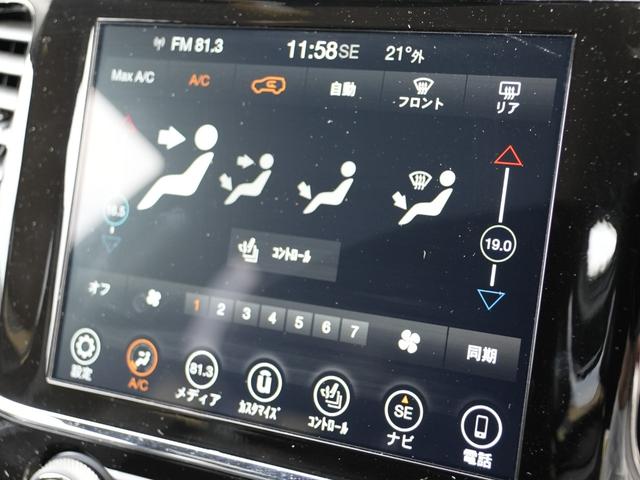 FM 81.3 11:58 SE 21°外
Max A/C A/C 自動 フロント リア
19.0
コントロール
オフ 1 2 3 4 5 6 7 同期
設定 A/C 81.3 メディア カスタマイズ コントロール SE ナビ 電話